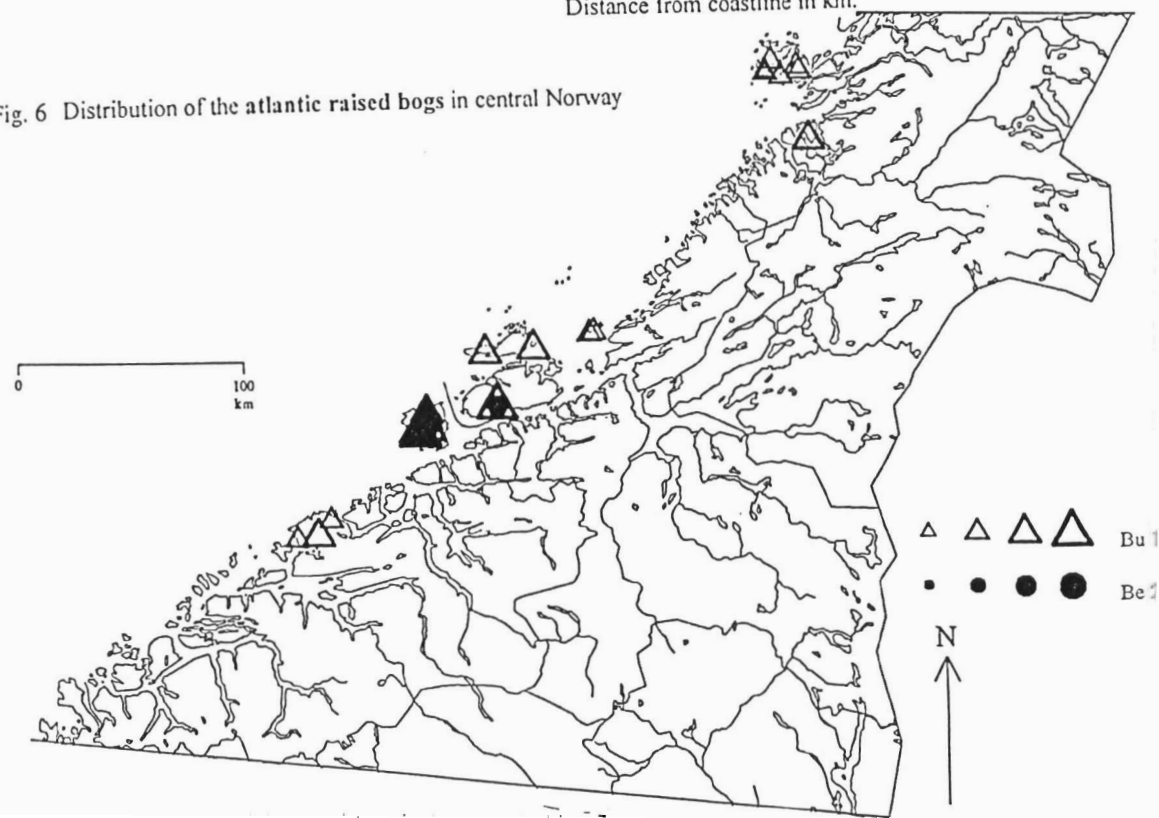 Distance from coastline in km.
Fig. 6 Distribution of the atlantic raised bogs in central Norway
0 100
km
Bu 1
Be
N